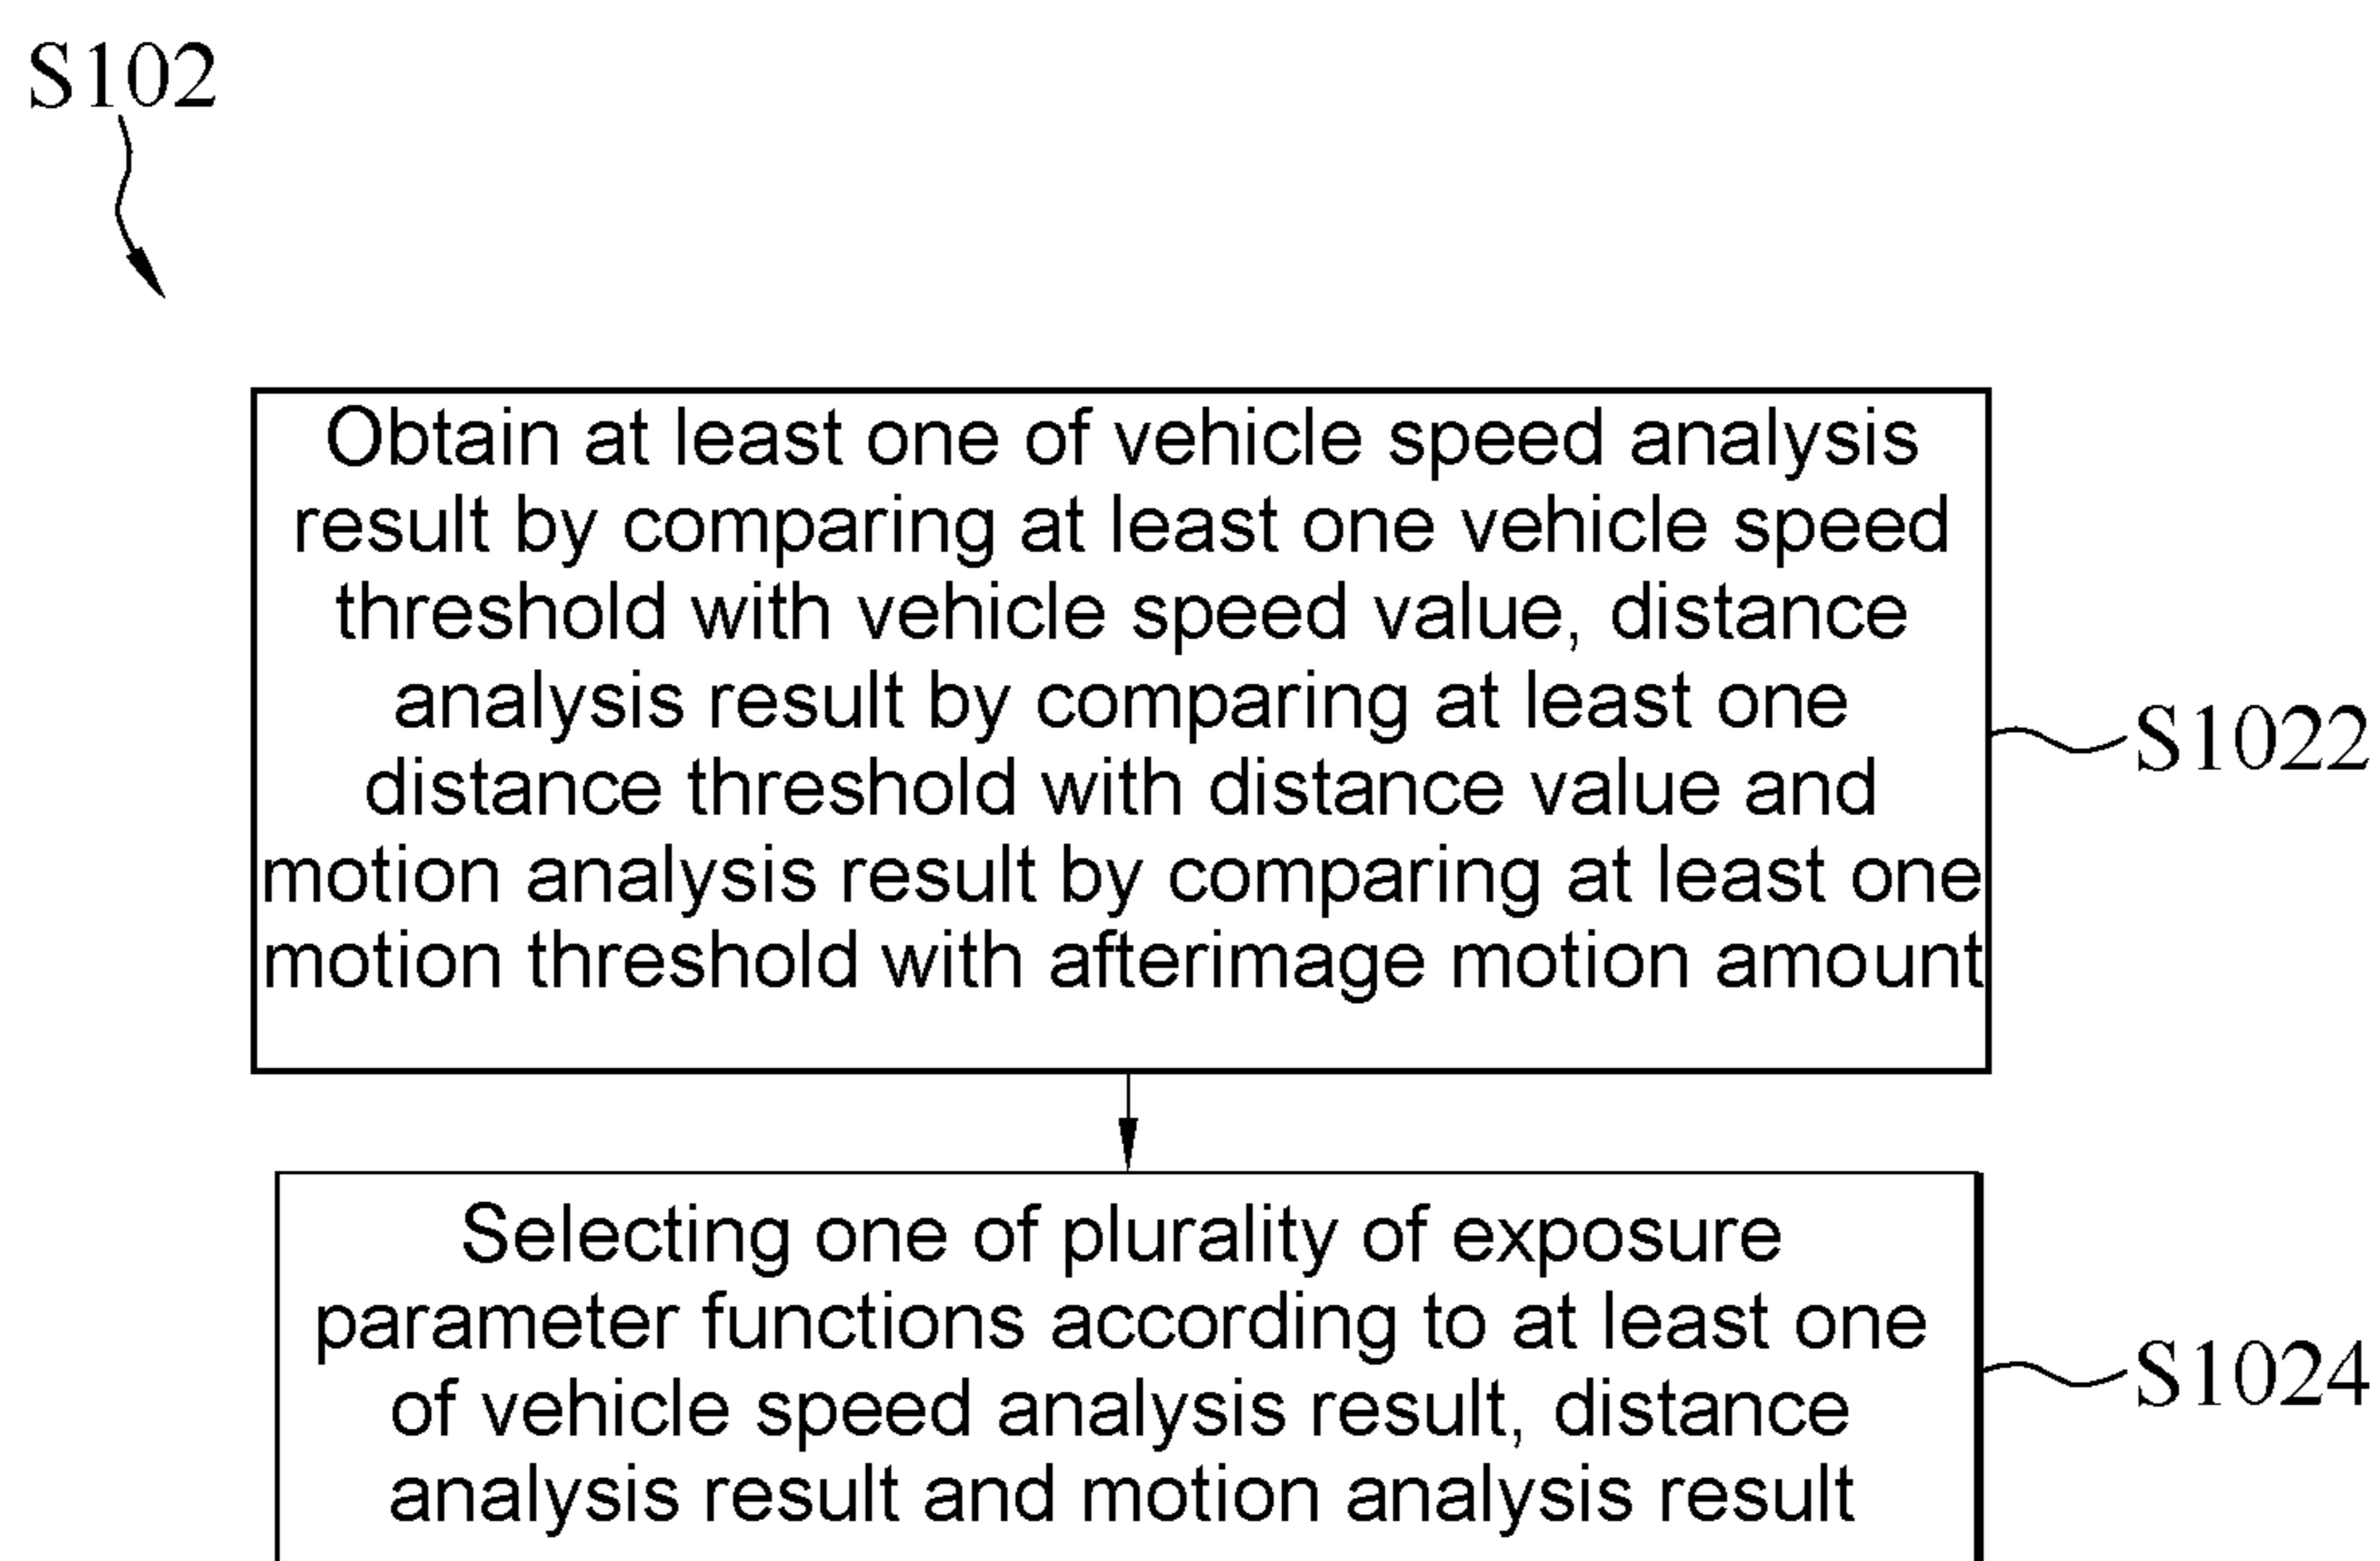 S102
Obtain at least one of vehicle speed analysis
result by comparing at least one vehicle speed
threshold with vehicle speed value, distance
analysis result by comparing at least one
distance threshold with distance value and
motion analysis result by comparing at least one
motion threshold with afterimage motion amount
S1022
Selecting one of plurality of exposure
parameter functions according to at least one
of vehicle speed analysis result, distance
analysis result and motion analysis result
S1024